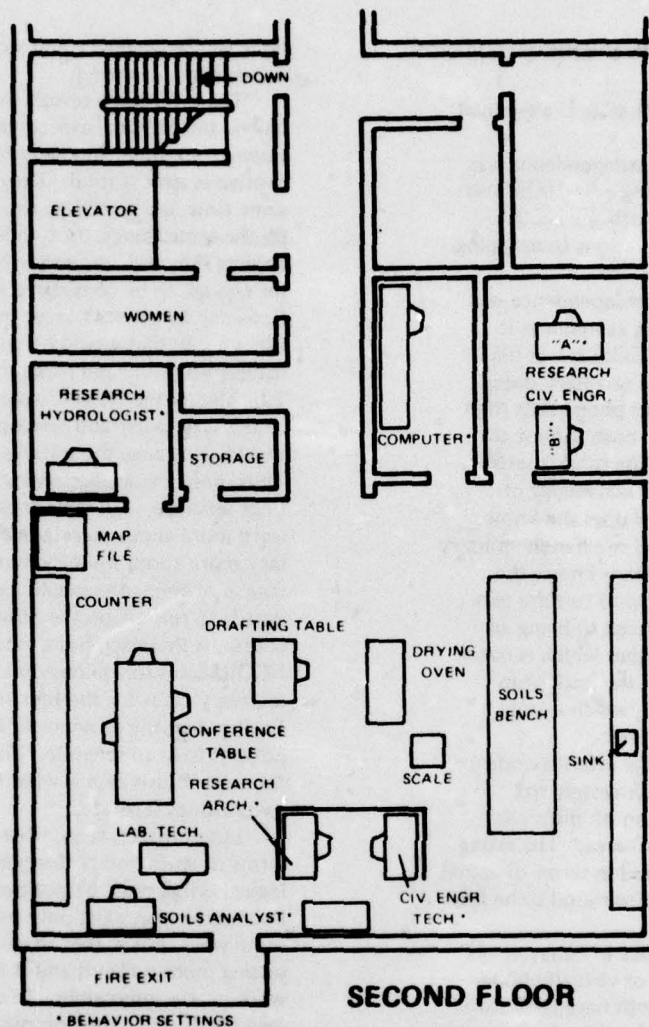 DOWN
ELEVATOR
WOMEN
RESEARCH
HYDROLOGIST*
STORAGE
COMPUTER*
"A"*
RESEARCH
CIV. ENGR.
"B"*
MAP
FILE
COUNTER
DRAFTING TABLE
DRYING
OVEN
SOILS
BENCH
CONFERENCE
TABLE
SCALE
SINK
RESEARCH
ARCH.*
LAB. TECH.
SOILS ANALYST*
CIV. ENGR
TECH.*
FIRE EXIT
SECOND FLOOR
* BEHAVIOR SETTINGS